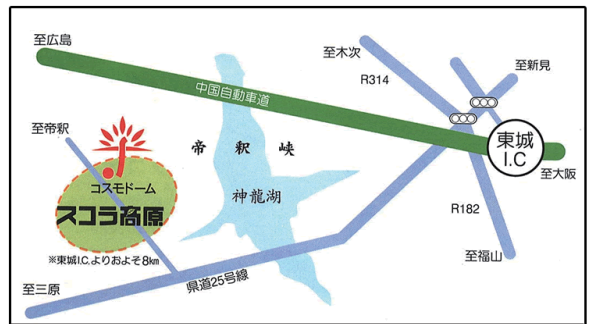 至広島
至木次
R314
至新見
中国自動車道
至帝釈
帝釈峡
東城
I.C
至大阪
コスモドーム
スコラ高原
神龍湖
R182
※東城I.C.よりおよそ8km
至福山
県道25号線
至三原